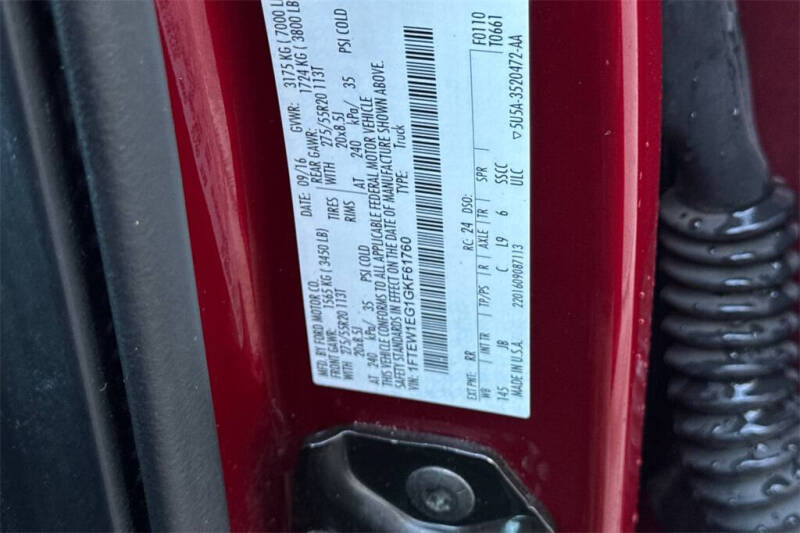 MFD. BY FORD MOTOR CO. DATE: 09/16 GVWR: 3175 KG ( 7000 LB
FRONT GAWR: 1565 KG ( 3450 LB) REAR GAWR: 1724 KG ( 3800 LB
WITH 275/55R20 113T TIRES WITH 275/55R20 113T
20x8.5J RIMS 20x8.5J
AT 240 kPa/ 35 PSI COLD AT 240 kPa/ 35 PSI COLD
THIS VEHICLE CONFORMS TO ALL APPLICABLE FEDERAL MOTOR VEHICLE
SAFETY STANDARDS IN EFFECT ON THE DATE OF MANUFACTURE SHOWN ABOVE.
VIN: 1FTEW1EG1GKF61760 TYPE: Truck
F0110
T0661
EXT PNT: RR RC: 24 DSO:
WB INT TR TP/PS R AXLE TR SPR
145 JB C L9 6 SSCC
MADE IN U.S.A. 2201609087113 ULC
▽5U5A-3520472-AA